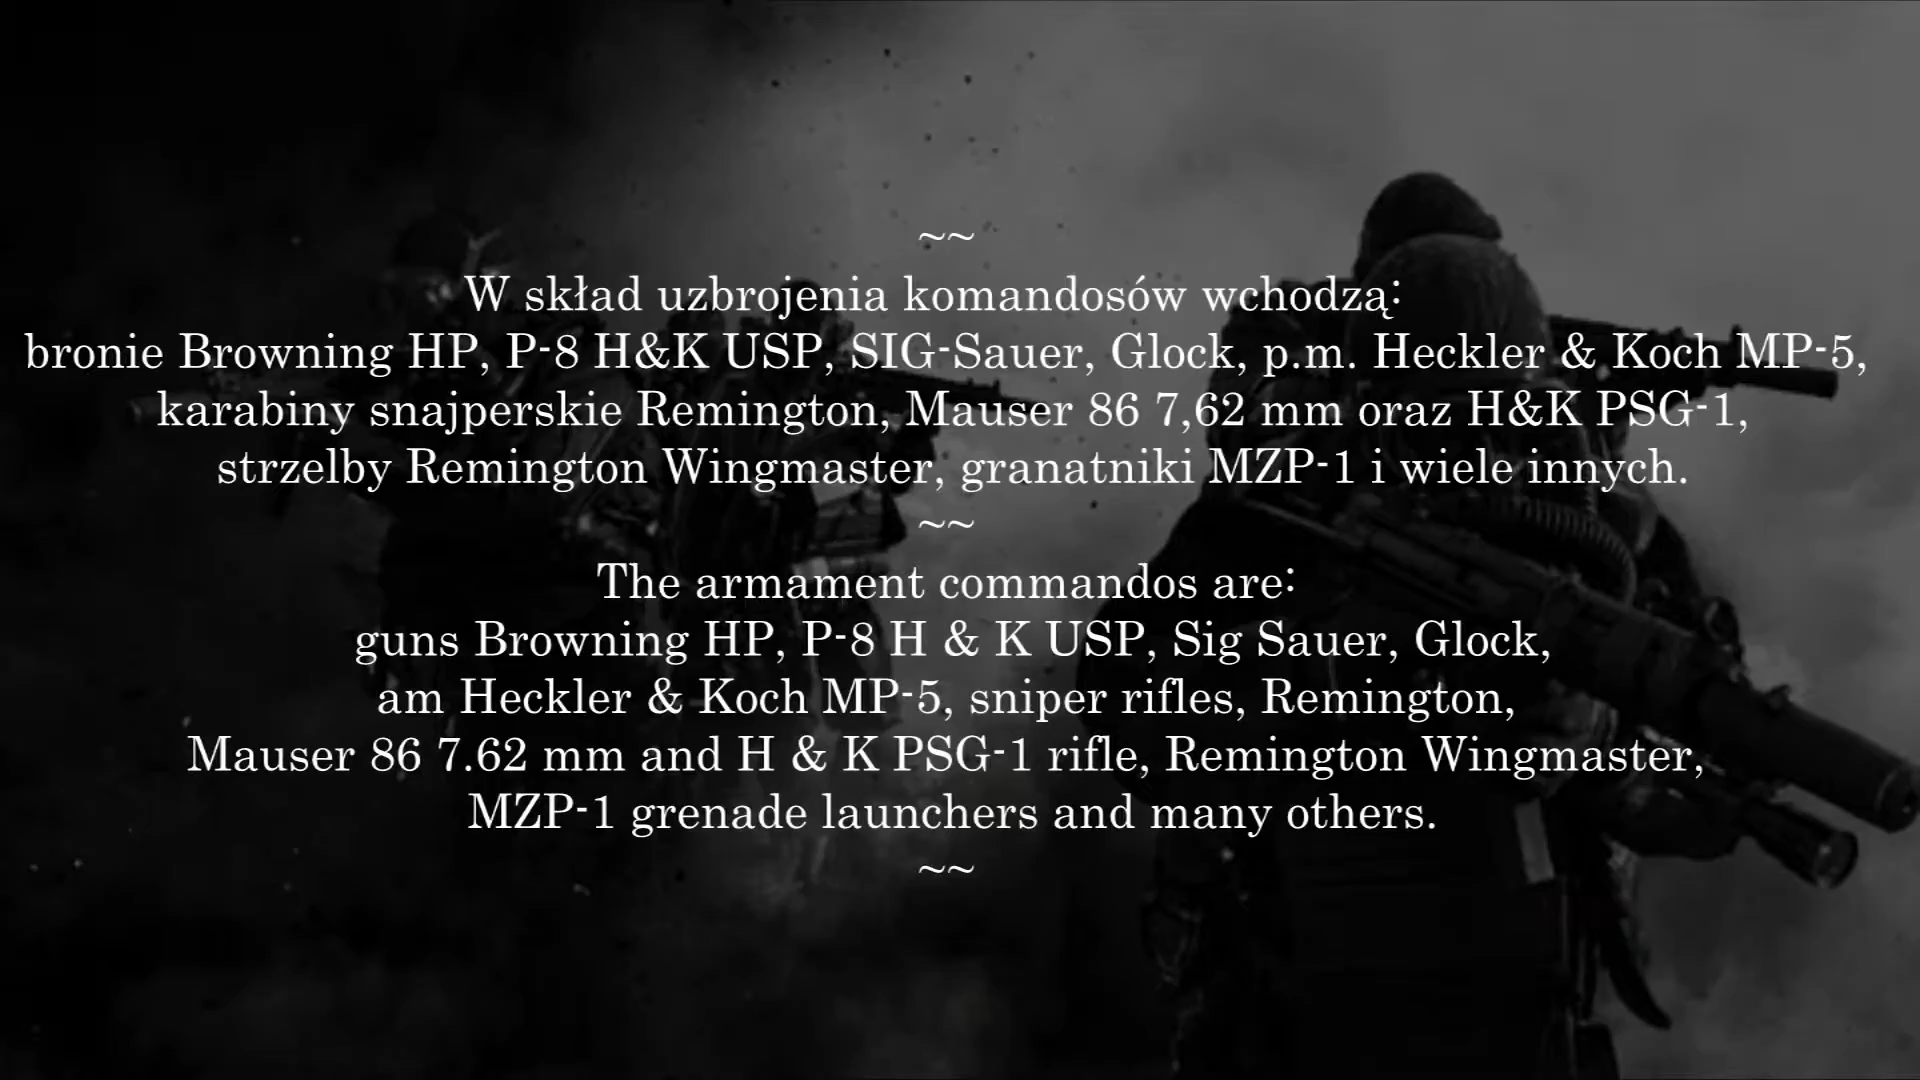 ~~
W skład uzbrojenia komandosów wchodzą:
bronie Browning HP, P-8 H&K USP, SIG-Sauer, Glock, p.m. Heckler & Koch MP-5,
karabiny snajperskie Remington, Mauser 86 7,62 mm oraz H&K PSG-1,
strzelby Remington Wingmaster, granatniki MZP-1 i wiele innych.
~~
The armament commandos are:
guns Browning HP, P-8 H & K USP, Sig Sauer, Glock,
am Heckler & Koch MP-5, sniper rifles, Remington,
Mauser 86 7.62 mm and H & K PSG-1 rifle, Remington Wingmaster,
MZP-1 grenade launchers and many others.
~~